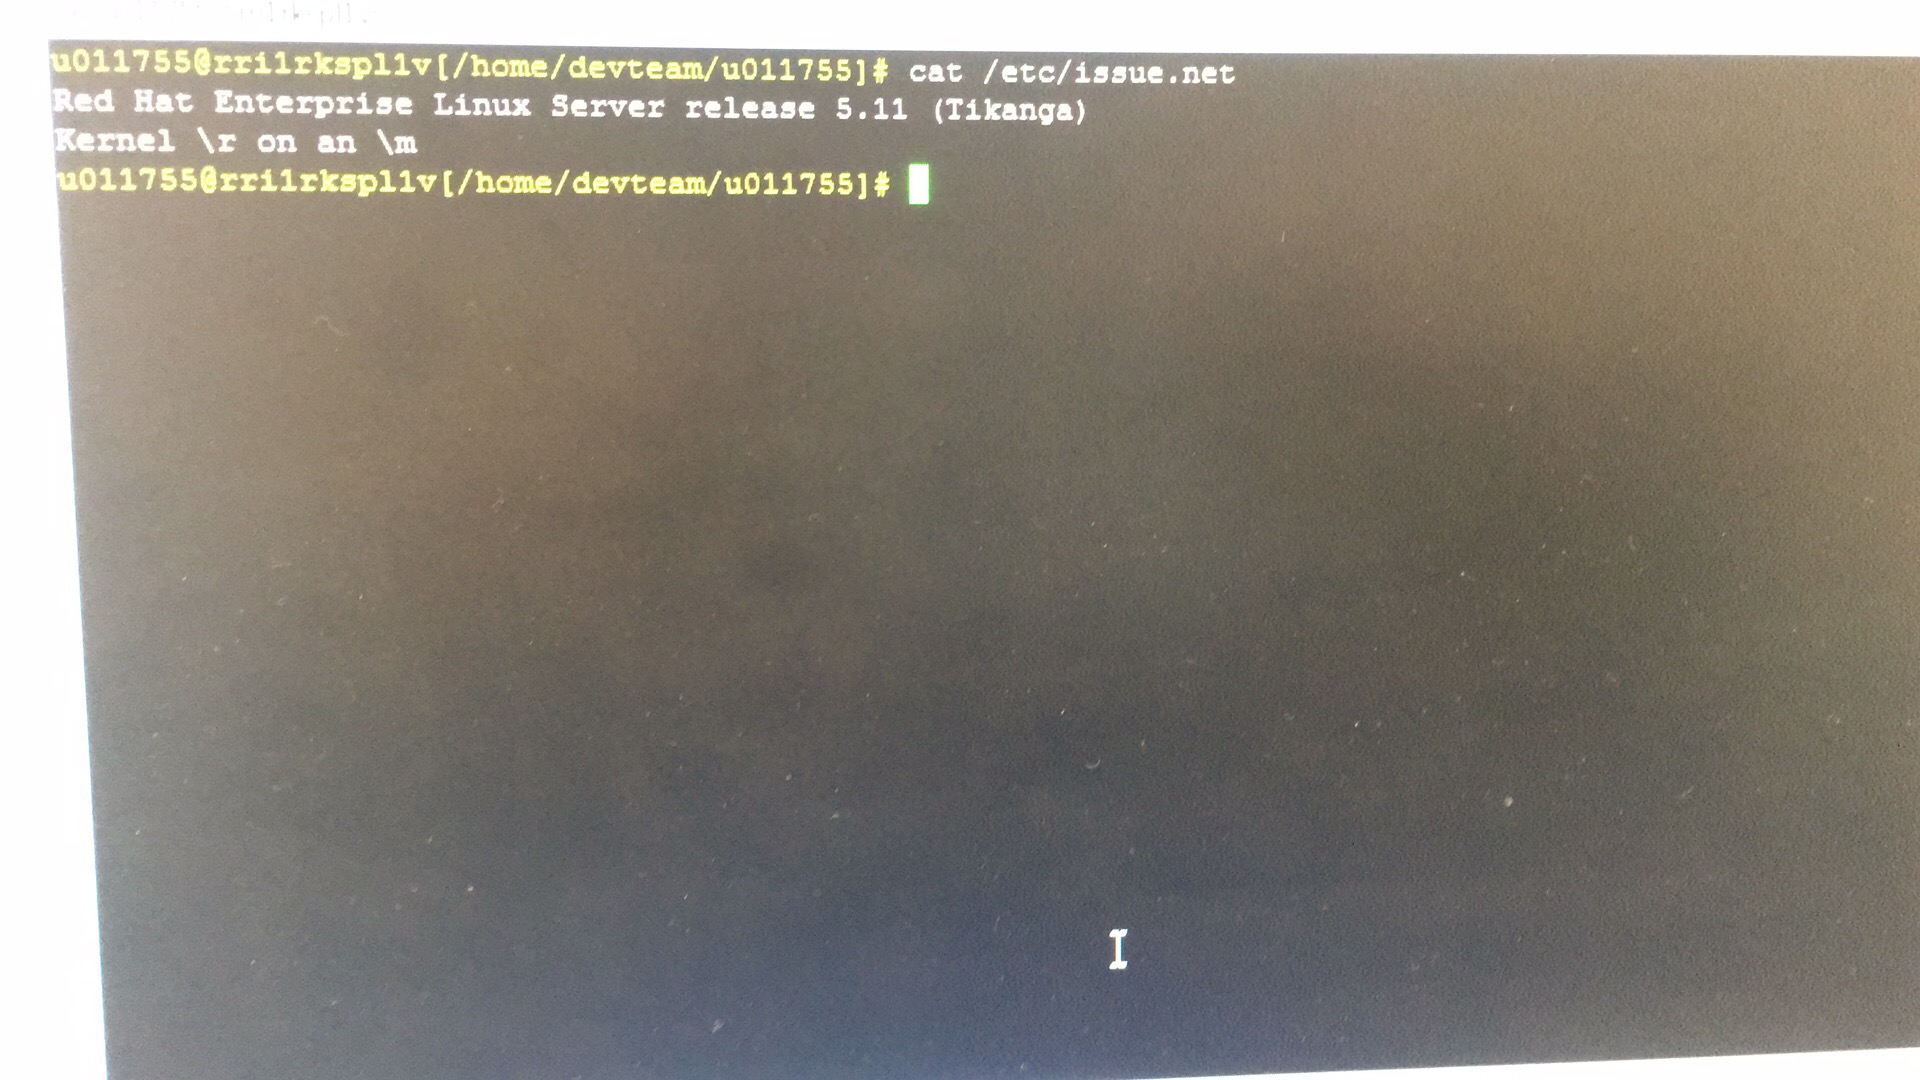 u011755@rri1rkspl1v[/home/devteam/u011755]# cat /etc/issue.net
Red Hat Enterprise Linux Server release 5.11 (Tikanga)
Kernel \r on an \m
u011755@rri1rkspl1v[/home/devteam/u011755]#